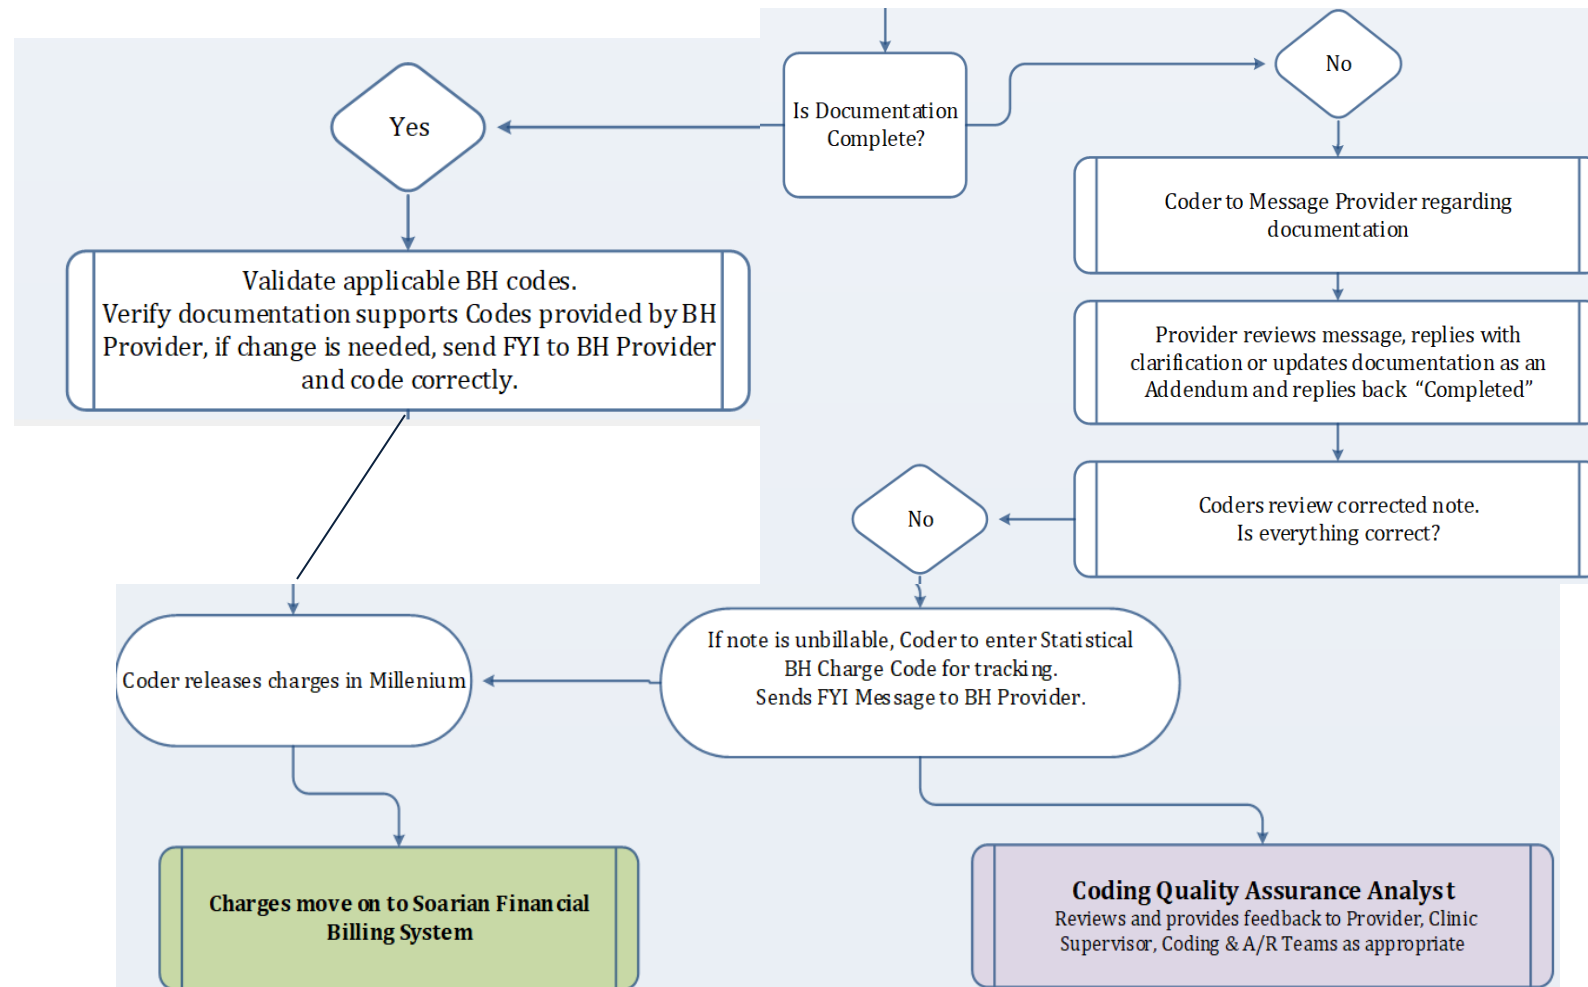 Is Documentation
Complete?
No
Yes
Coder to Message Provider regarding
documentation
Validate applicable BH codes.
Verify documentation supports Codes provided by BH
Provider, if change is needed, send FYI to BH Provider
and code correctly.
Provider reviews message, replies with
clarification or updates documentation as an
Addendum and replies back “Completed”
Coders review corrected note.
Is everything correct?
No
If note is unbillable, Coder to enter Statistical
BH Charge Code for tracking.
Sends FYI Message to BH Provider.
Coder releases charges in Millenium
Charges move on to Soarian Financial
Billing System
Coding Quality Assurance Analyst
Reviews and provides feedback to Provider, Clinic
Supervisor, Coding & A/R Teams as appropriate